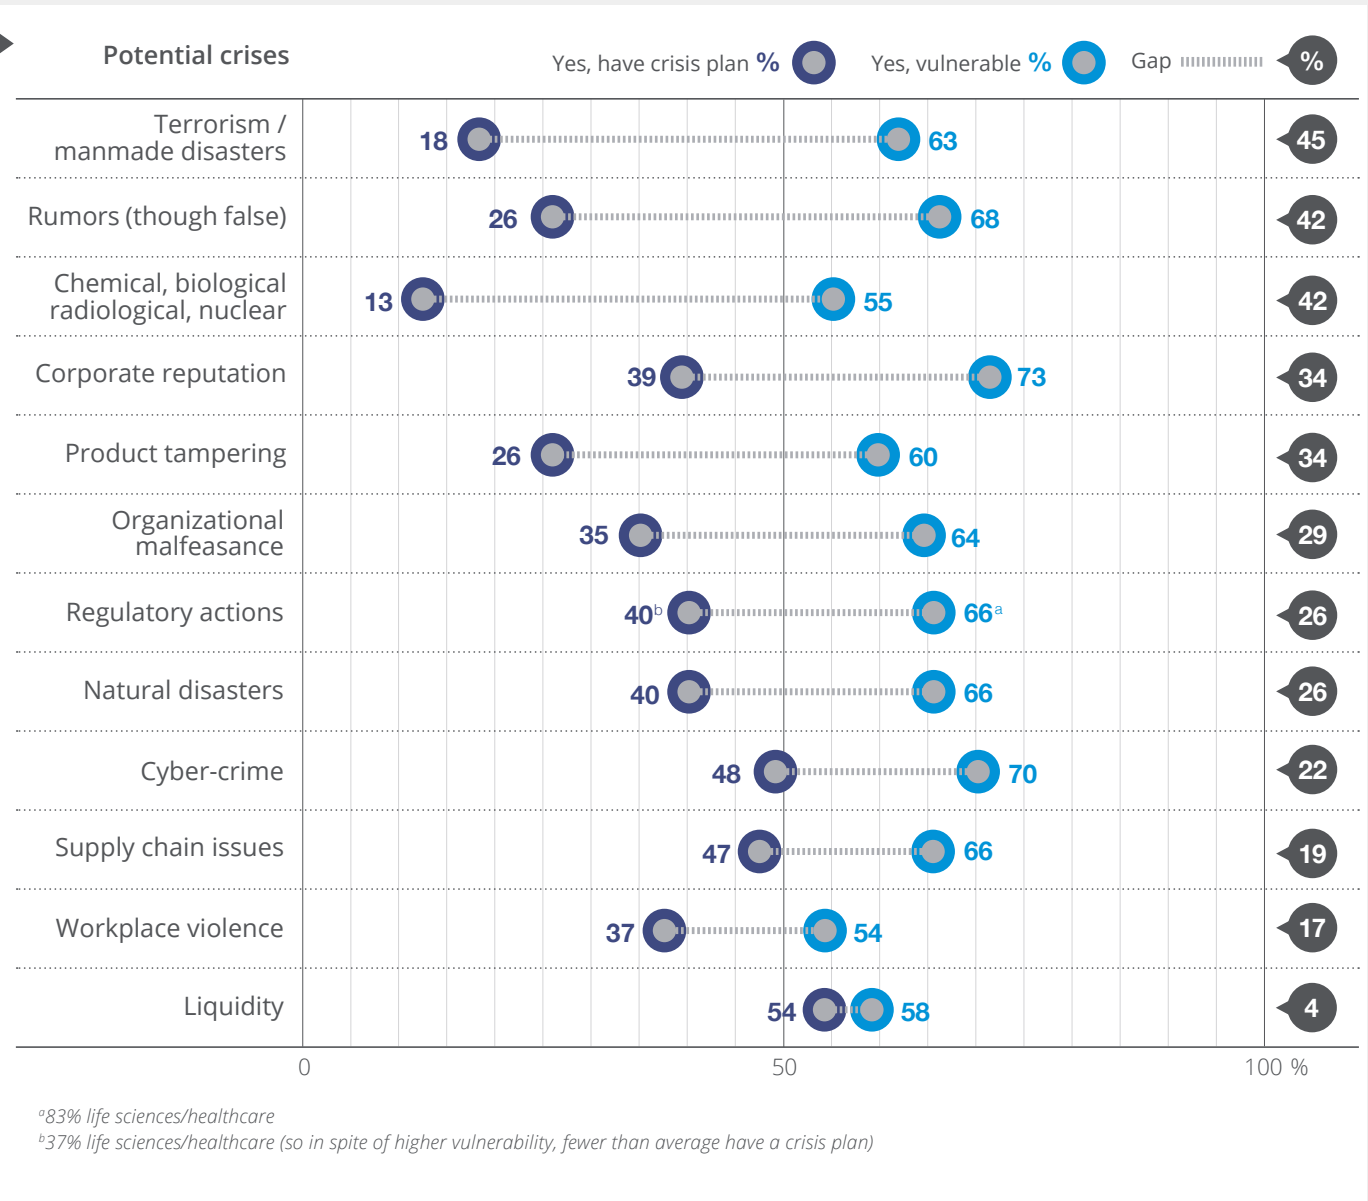 Potential crises
Yes, have crisis plan %
Yes, vulnerable %
Gap
%
Terrorism /
manmade disasters
18
63
45
Rumors (though false)
26
68
42
Chemical, biological
radiological, nuclear
13
55
42
Corporate reputation
39
73
34
Product tampering
26
60
34
Organizational
malfeasance
35
64
29
Regulatory actions
40b
66a
26
Natural disasters
40
66
26
Cyber-crime
48
70
22
Supply chain issues
47
66
19
Workplace violence
37
54
17
Liquidity
54
58
4
0
50
100 %
a83% life sciences/healthcare
b37% life sciences/healthcare (so in spite of higher vulnerability, fewer than average have a crisis plan)